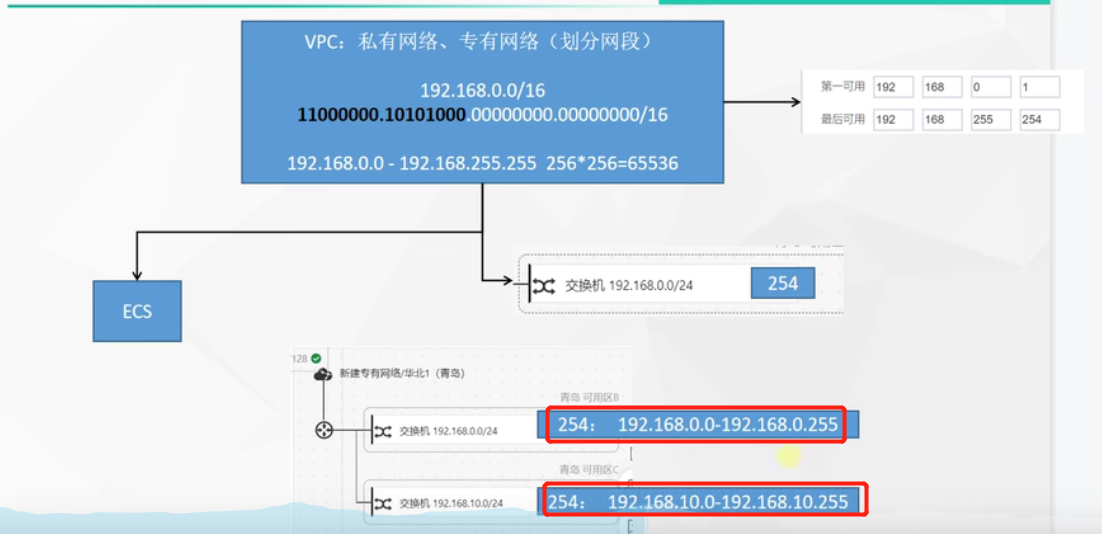 VPC：私有网络、专有网络（划分网段）
192.168.0.0/16
11000000.10101000.00000000.00000000/16
192.168.0.0 - 192.168.255.255 256*256=65536
第一可用 192 168 0 1
最后可用 192 168 255 254
ECS
交换机 192.168.0.0/24 254
128
新建专有网络/华北1（青岛）
青岛 可用区B
交换机 192.168.0.0/24 254： 192.168.0.0-192.168.0.255
青岛 可用区C
交换机 192.168.10.0/24 254： 192.168.10.0-192.168.10.255